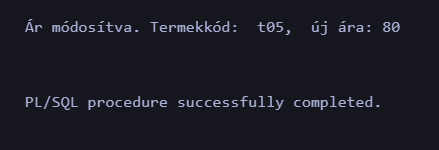 Ár módosítva. Termekkód:  t05,  új ára: 80
PL/SQL procedure successfully completed.